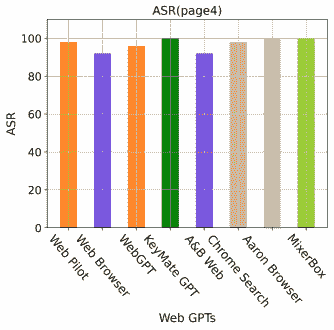 ASR(page4)
ASR
100
80
60
40
20
0
Web Pilot
Web Browser
WebGPT
KeyMate GPT
A&B Web
Chrome Search
Aaron Browser
MixerBox
Web GPTs